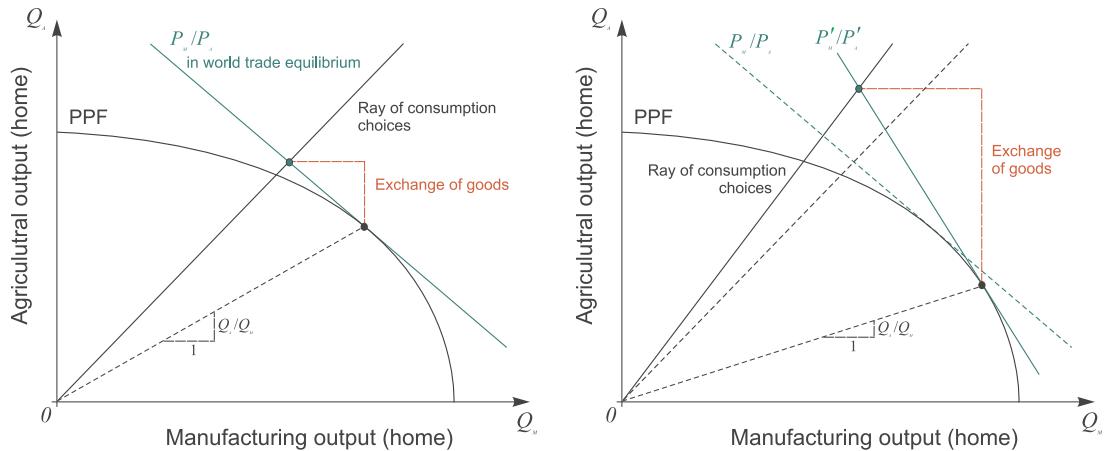 Q_A
P_M/P_A
in world trade equilibrium
PPF
Ray of consumption
choices
Exchange of goods
Agriculutral output (home)
Q_A/Q_M
1
0
Manufacturing output (home)
Q_M
Q_A
P_M/P_A
P'_M/P'_A
PPF
Ray of consumption
choices
Exchange
of goods
Agriculutral output (home)
Q_A/Q_M
1
0
Manufacturing output (home)
Q_M